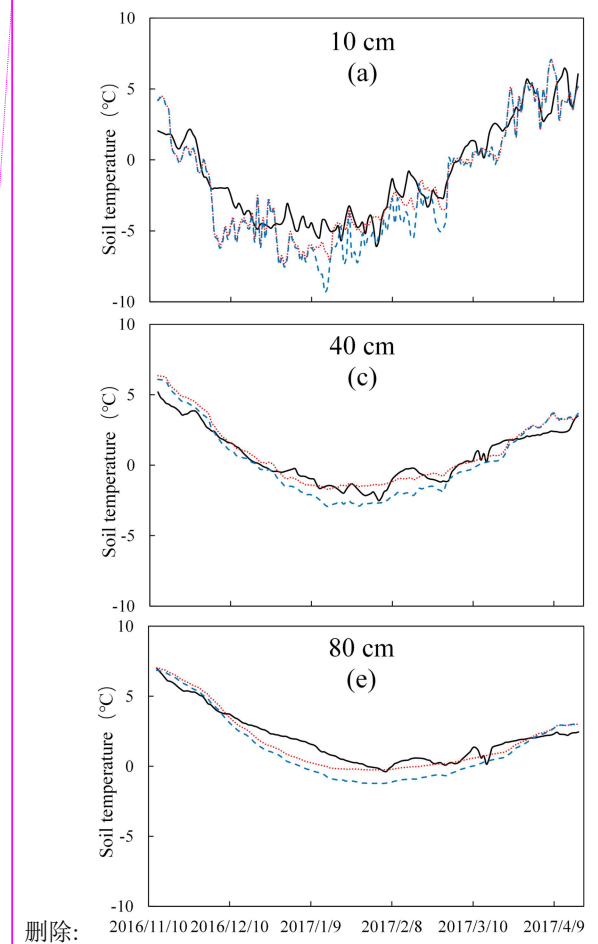 10
5
0
-5
-10
Soil temperature（℃）
10 cm
(a)
10
5
0
-5
-10
Soil temperature（℃）
40 cm
(c)
10
5
0
-5
-10
Soil temperature（℃）
80 cm
(e)
删除:
2016/11/10 2016/12/10 2017/1/9 2017/2/8 2017/3/10 2017/4/9